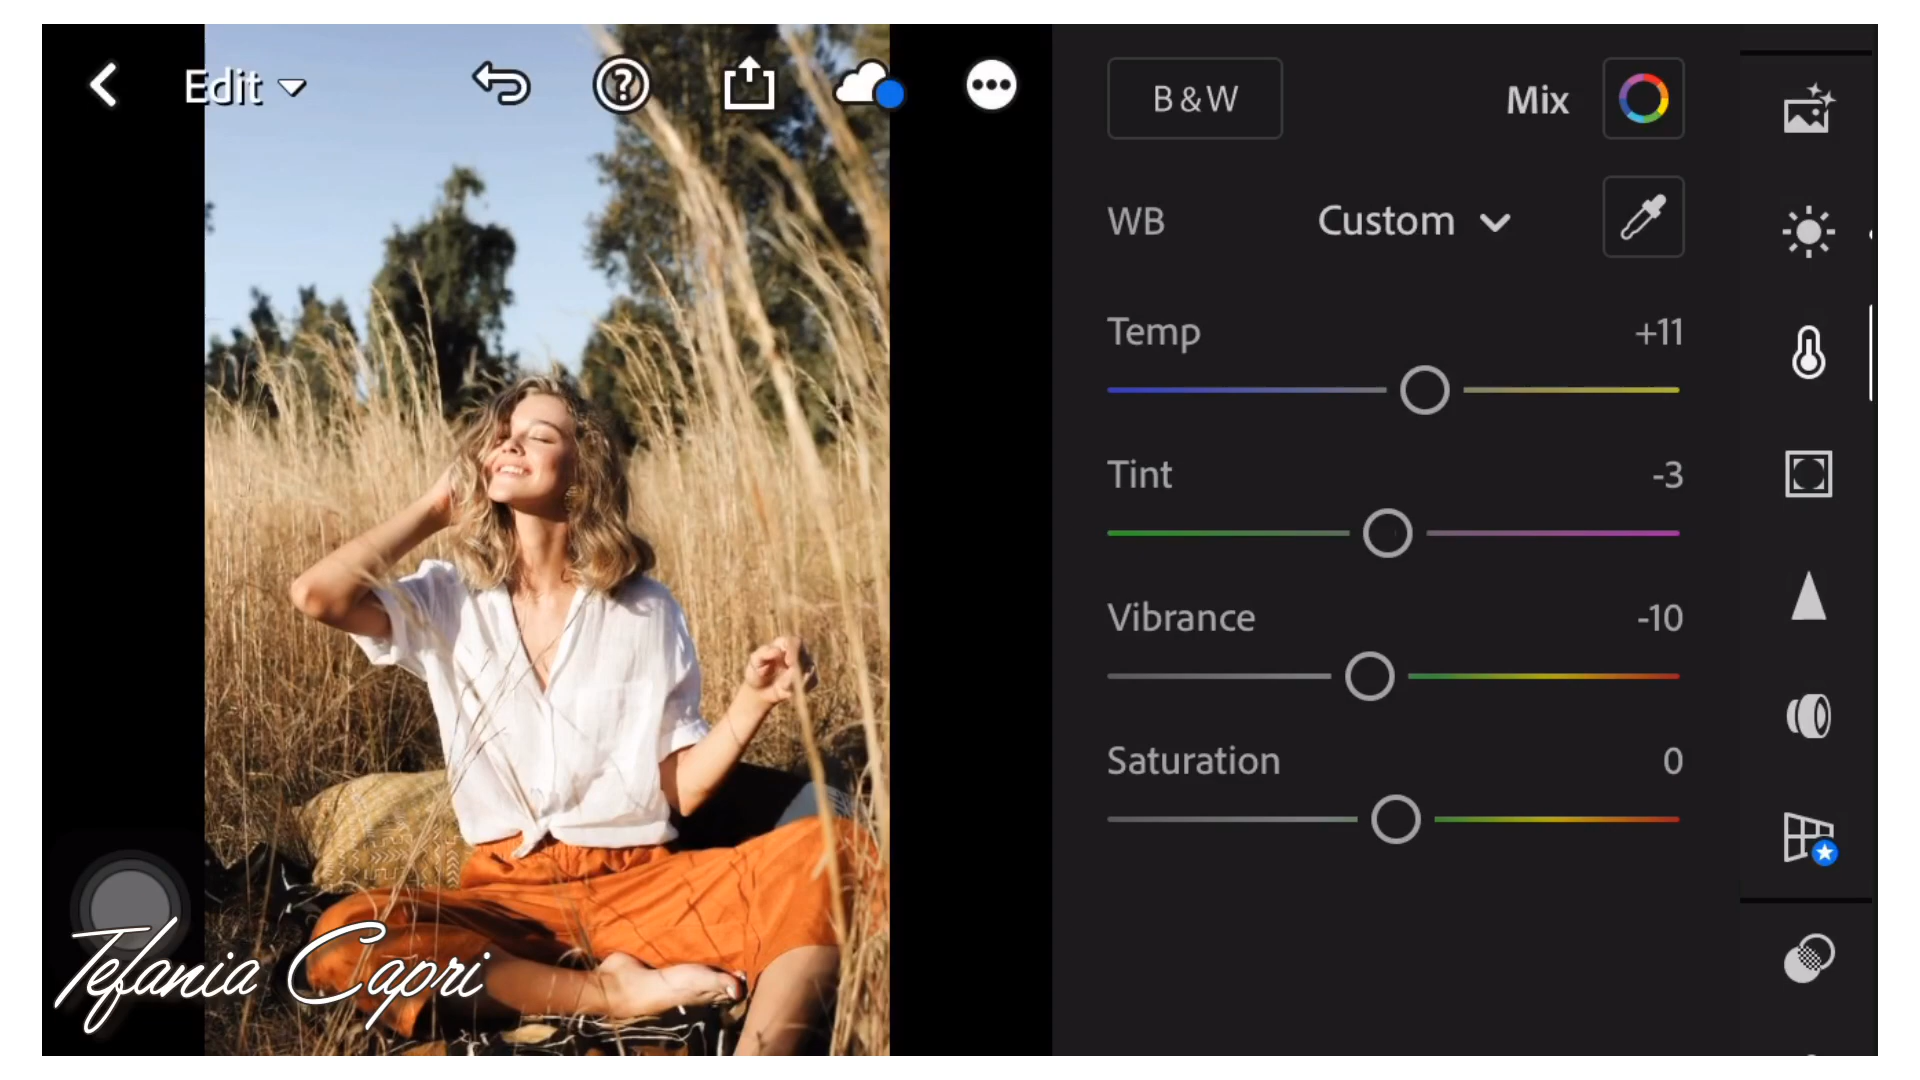 Edit
B&W
Mix
WB
Custom
Temp
+11
Tint
-3
Vibrance
-10
Saturation
0
Tefania Capri